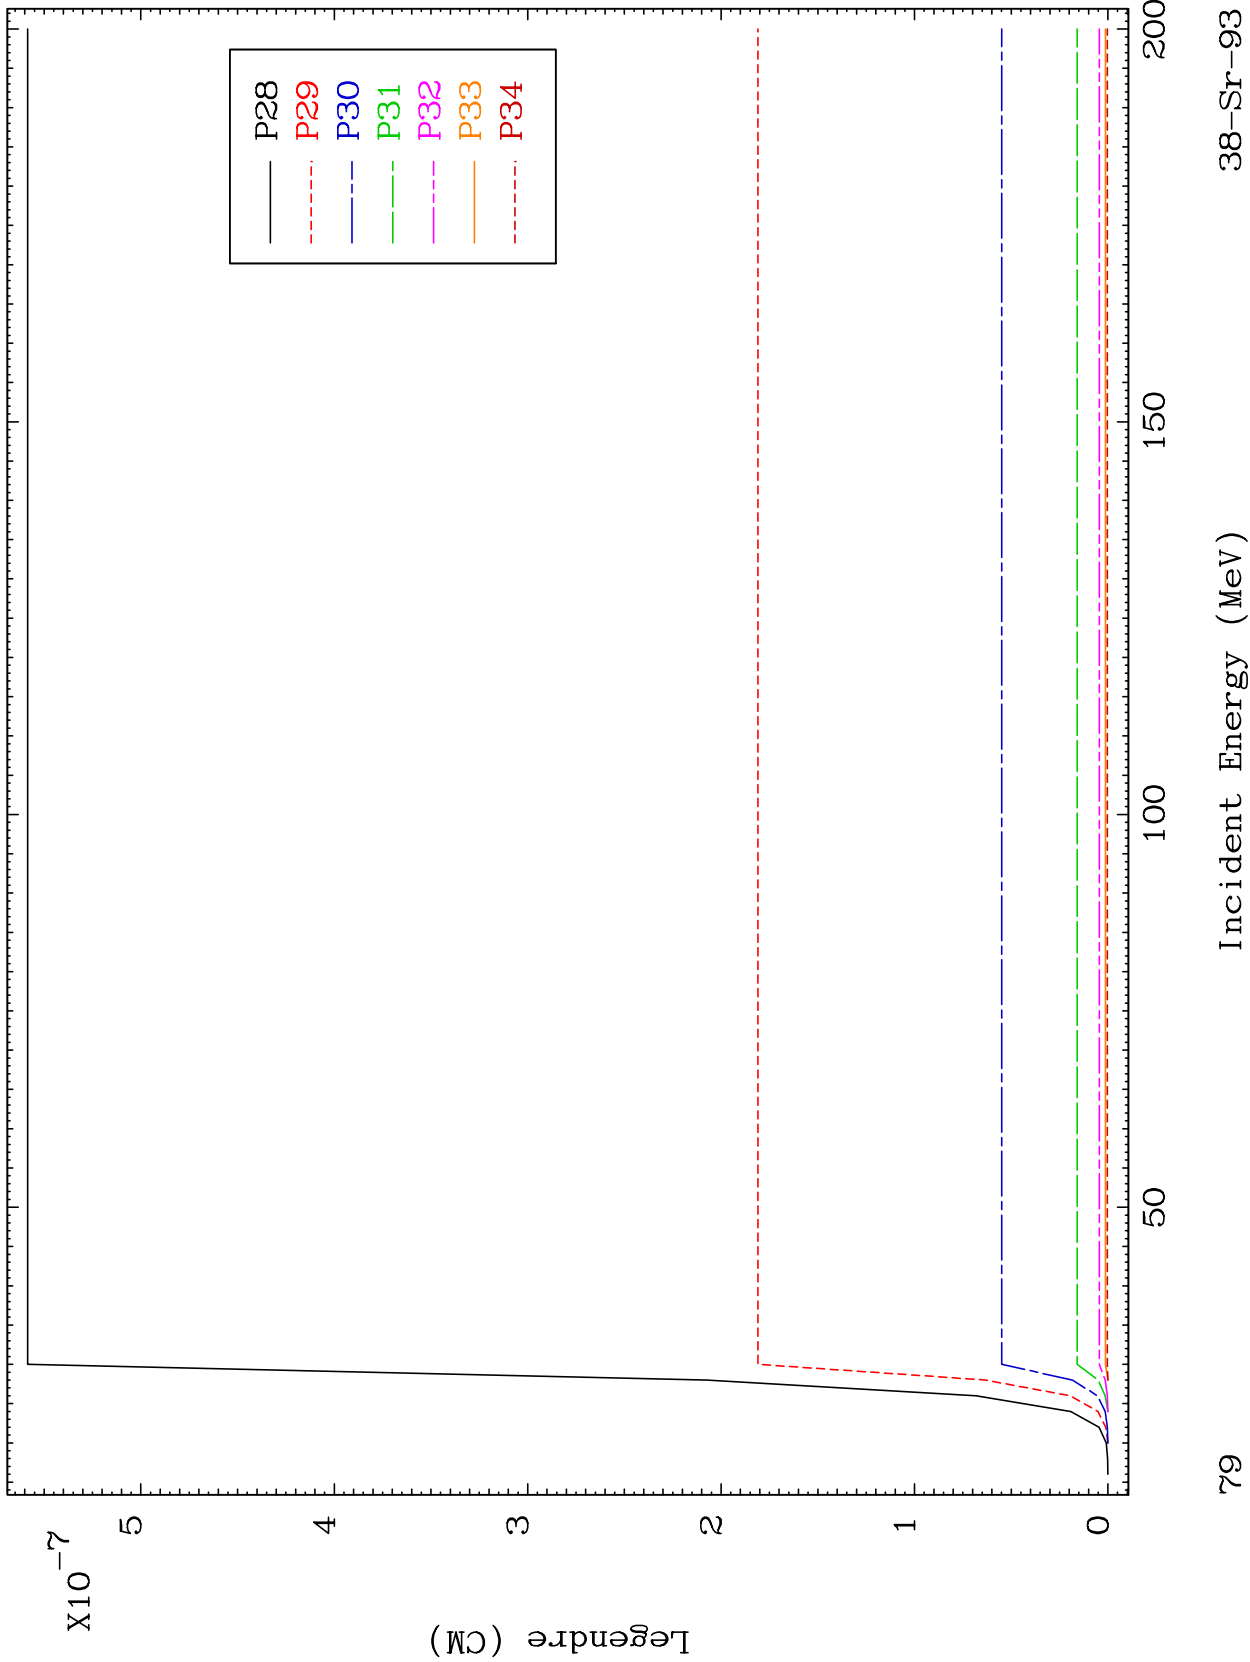 X10-7
5
4
3
2
1
0
Legendre (CM)
P28
P29
P30
P31
P32
P33
P34
50
100
150
200
79
Incident Energy (MeV)
38-Sr-93